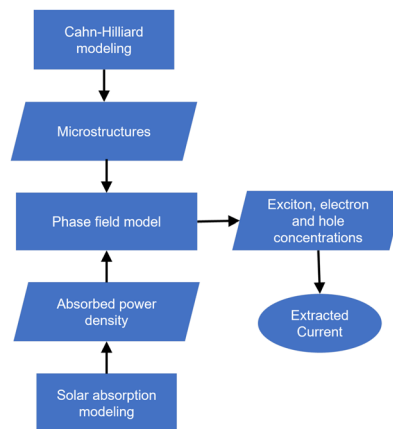 Cahn-Hilliard
modeling
Microstructures
Phase field model
Exciton, electron
and hole
concentrations
Absorbed power
density
Extracted
Current
Solar absorption
modeling